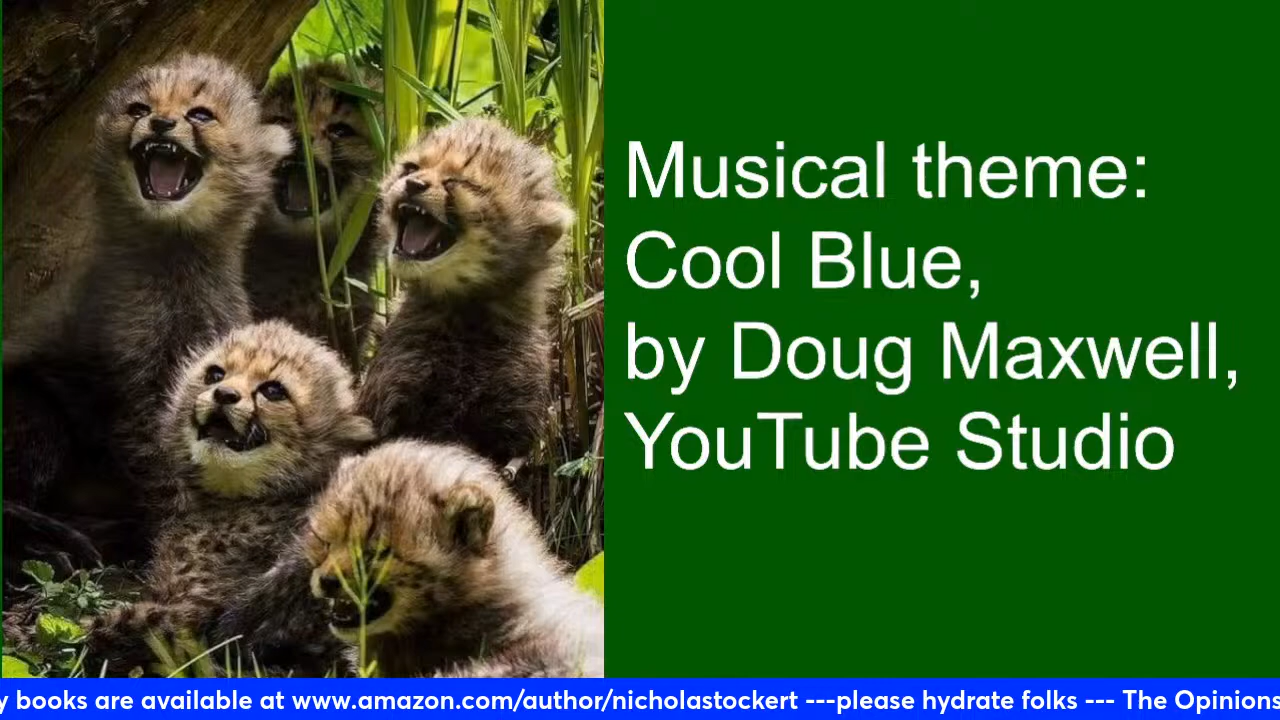 Musical theme:
Cool Blue,
by Doug Maxwell,
YouTube Studio
y books are available at www.amazon.com/author/nicholastockert ---please hydrate folks --- The Opinions